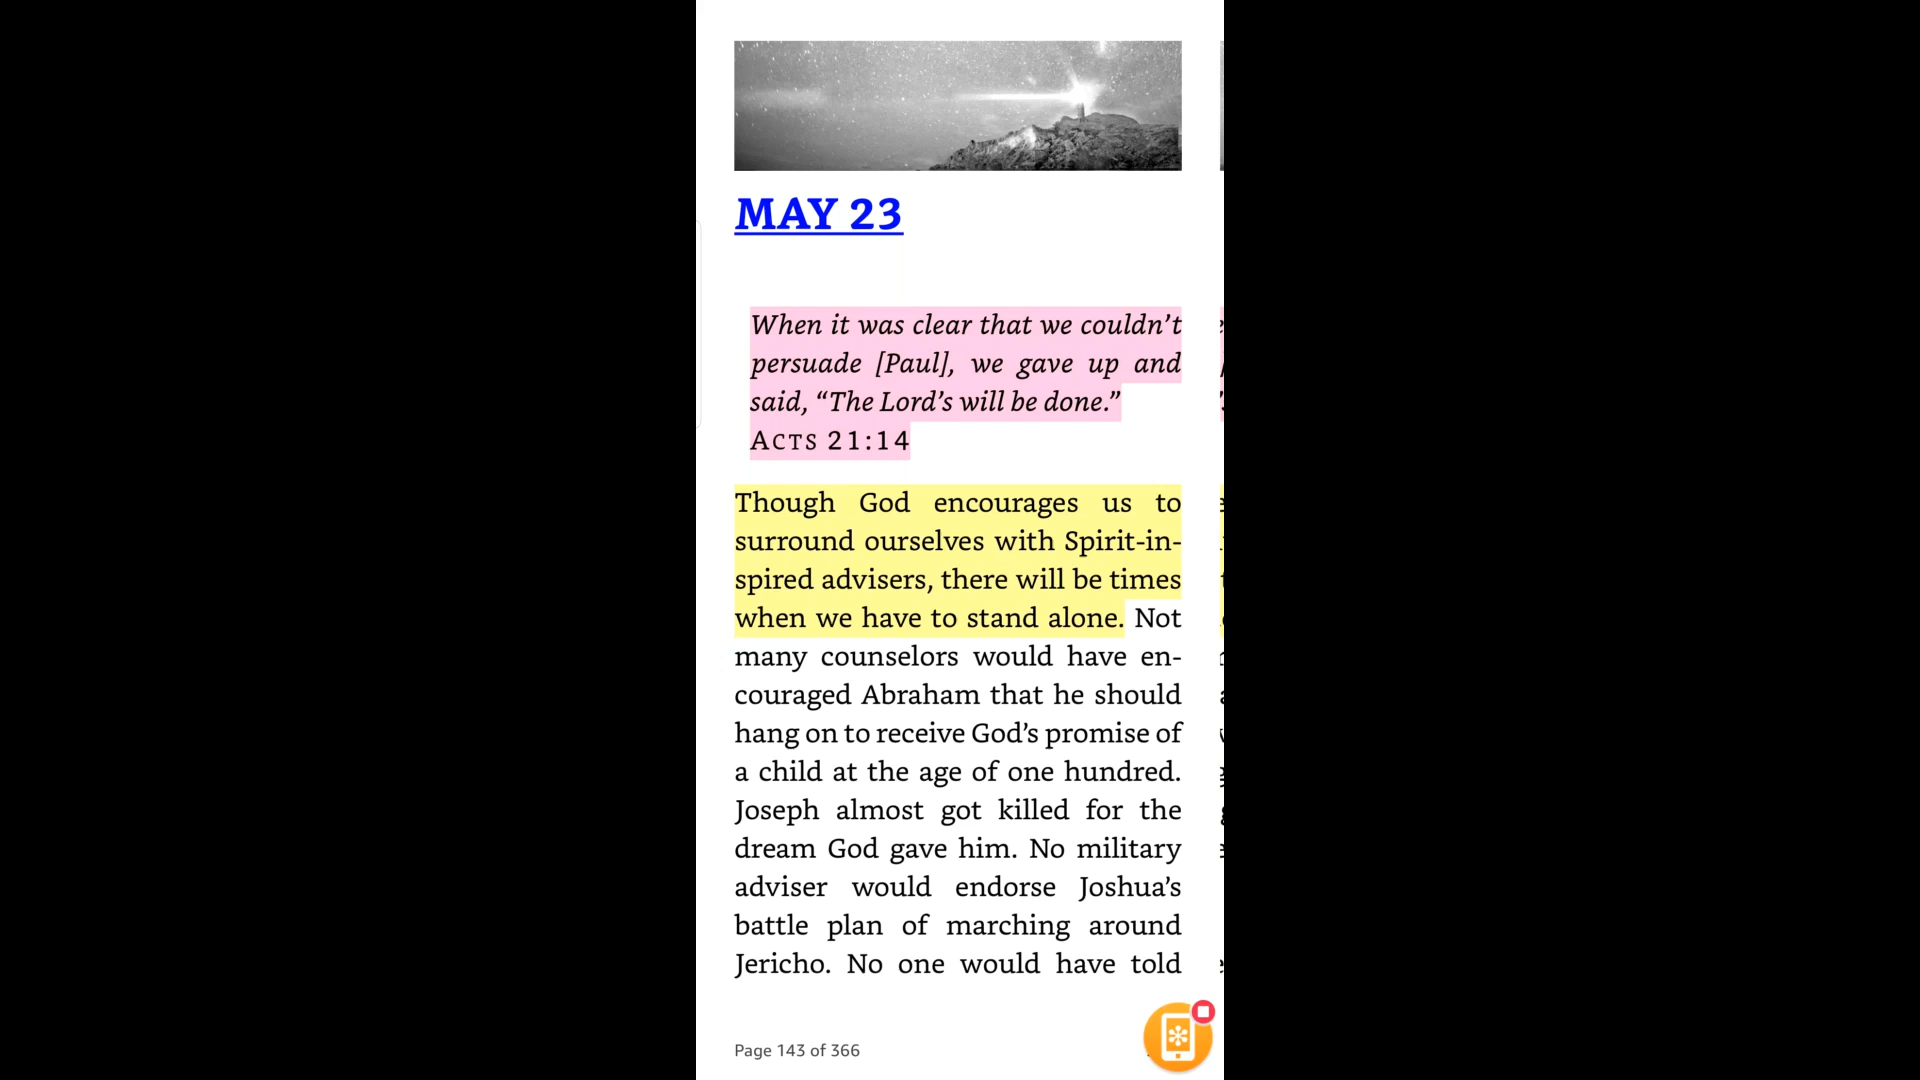 MAY 23
When it was clear that we couldn’t
persuade [Paul], we gave up and
said, “The Lord’s will be done.”
ACTS 21:14
Though God encourages us to
surround ourselves with Spirit-in-
spired advisers, there will be times
when we have to stand alone. Not
many counselors would have en-
couraged Abraham that he should
hang on to receive God’s promise of
a child at the age of one hundred.
Joseph almost got killed for the
dream God gave him. No military
adviser would endorse Joshua’s
battle plan of marching around
Jericho. No one would have told
Page 143 of 366